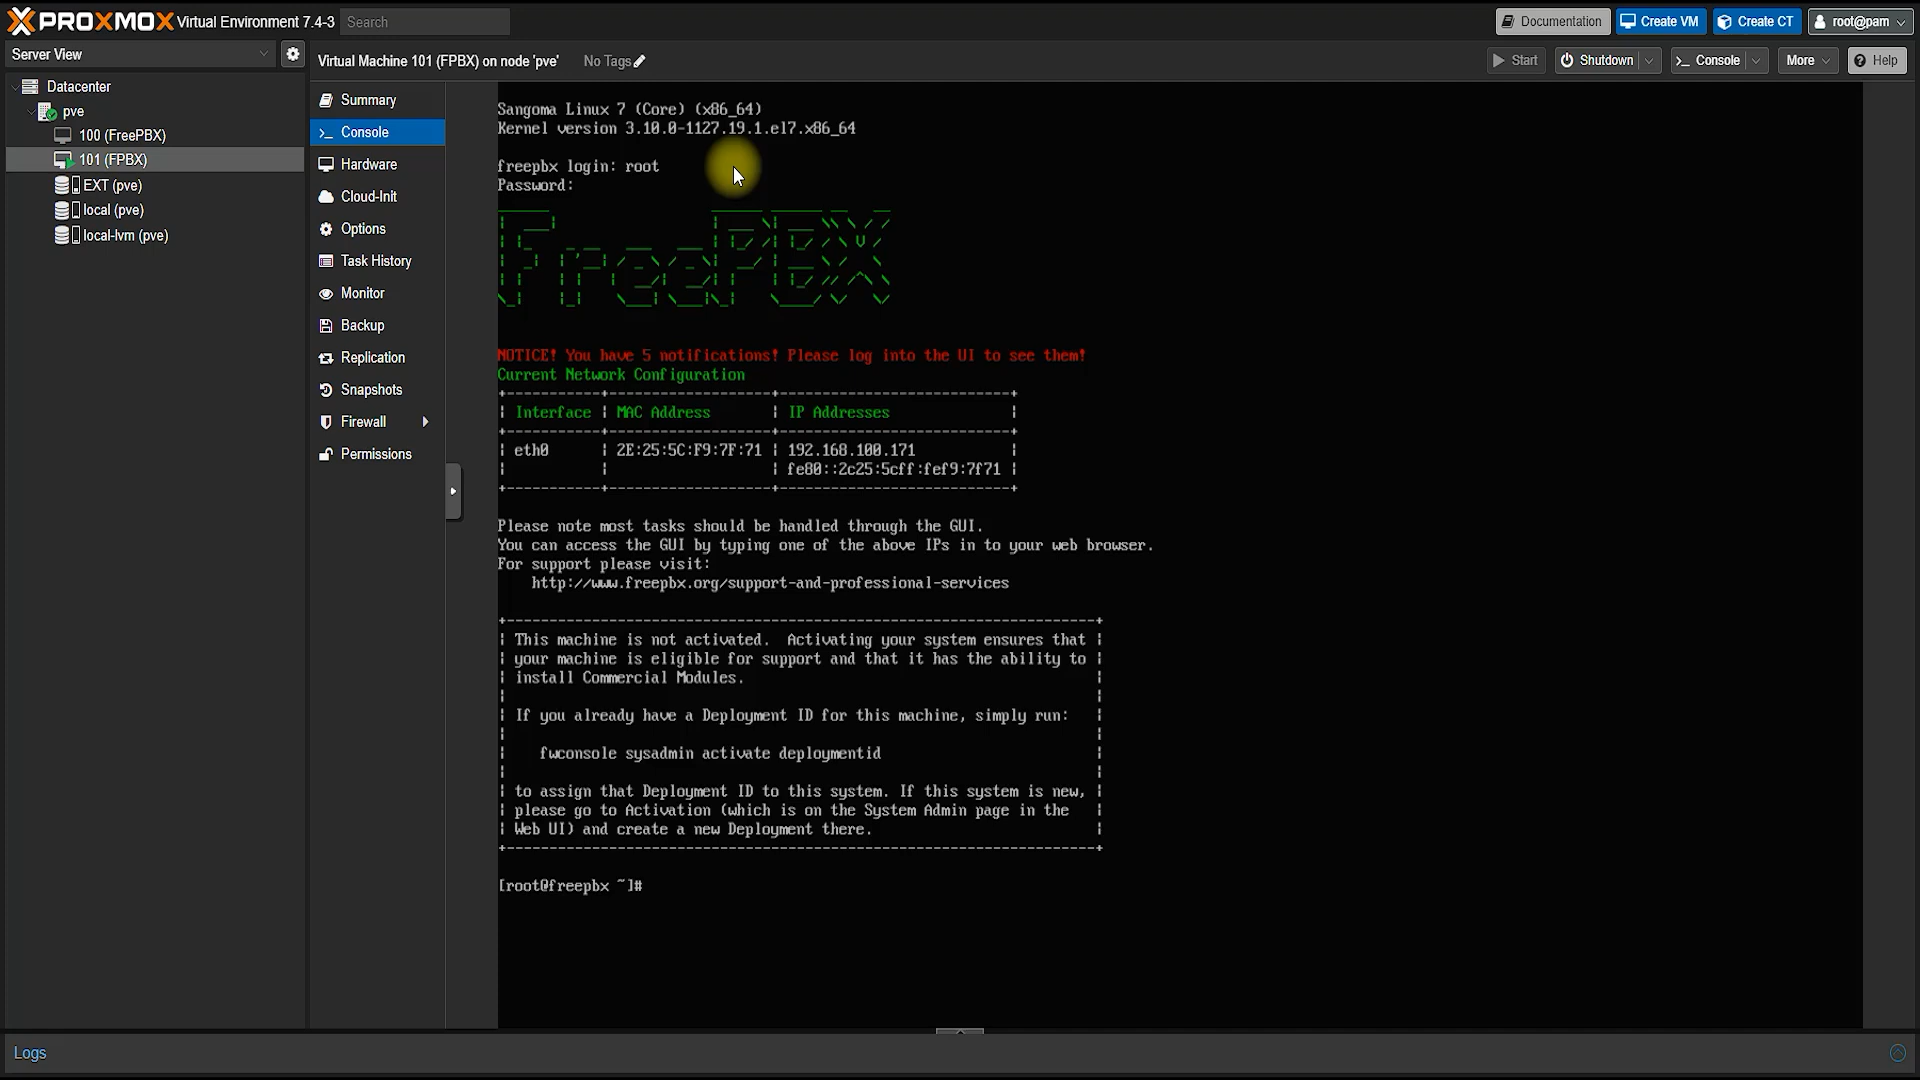 PROXMOX Virtual Environment 7.4-3 Search Documentation Create VM Create CT root@pam
Server View
Virtual Machine 101 (FPBX) on node 'pve' No Tags Start Shutdown Console More Help
Datacenter
pve
100 (FreePBX)
101 (FPBX)
EXT (pve)
local (pve)
local-lvm (pve)
Summary
Console
Hardware
Cloud-Init
Options
Task History
Monitor
Backup
Replication
Snapshots
Firewall
Permissions
Sangoma Linux 7 (Core) (x86_64)
Kernel version 3.10.0-1127.19.1.el7.x86_64
freepbx login: root
Password:
FreePBX
NOTICE! You have 5 notifications! Please log into the UI to see them!
Current Network Configuration
Interface | MAC Address | IP Addresses
eth0 | 2E:25:5C:F9:7F:71 | 192.168.100.171
fe80::2c25:5cff:fef9:7f71
Please note most tasks should be handled through the GUI.
You can access the GUI by typing one of the above IPs in to your web browser.
For support please visit:
http://www.freepbx.org/support-and-professional-services
This machine is not activated. Activating your system ensures that
your machine is eligible for support and that it has the ability to
install Commercial Modules.
If you already have a Deployment ID for this machine, simply run:
fwconsole sysadmin activate deploymentid
to assign that Deployment ID to this system. If this system is new,
please go to Activation (which is on the System Admin page in the
Web UI) and create a new Deployment there.
[root@freepbx ~]#
Logs